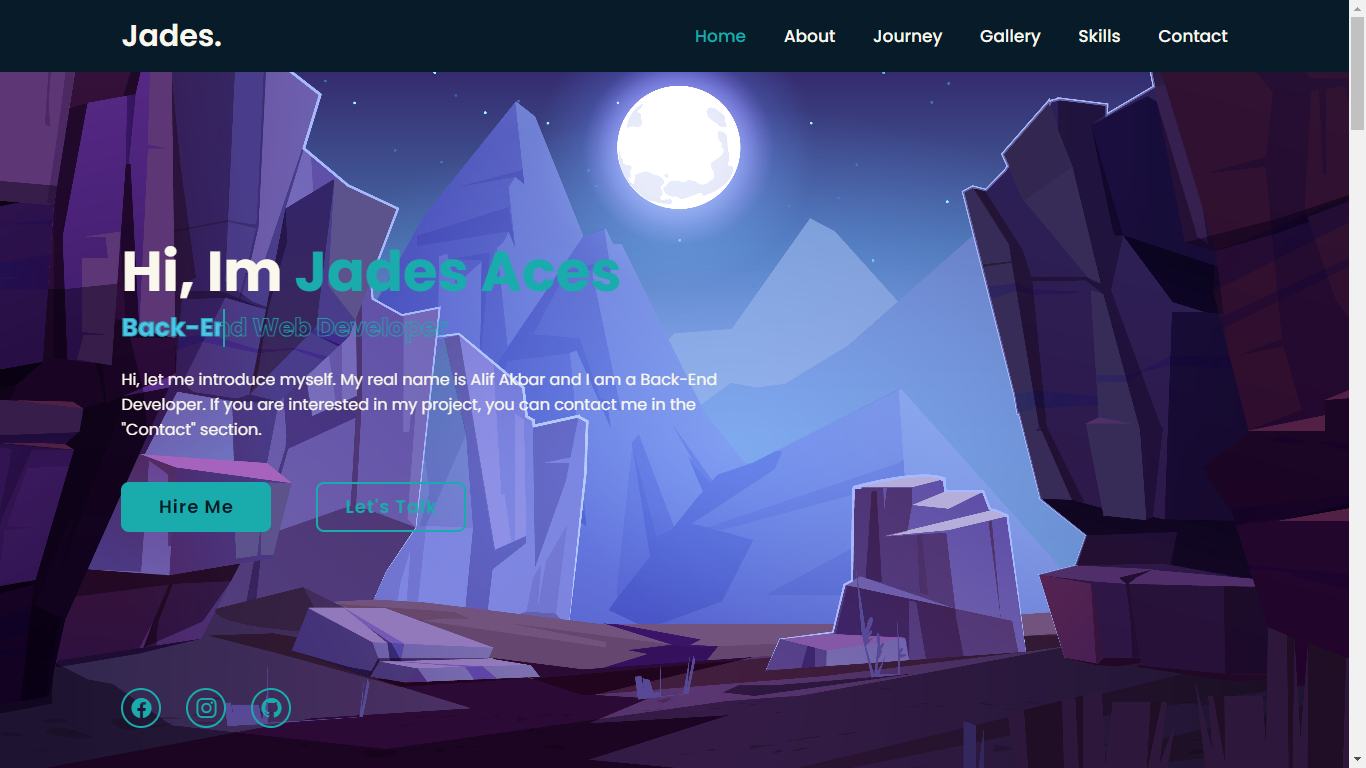 Jades.
Home About Journey Gallery Skills Contact
Hi, Im Jades Aces
Back-End Web Developer
Hi, let me introduce myself. My real name is Alif Akbar and I am a Back-End
Developer. If you are interested in my project, you can contact me in the
"Contact" section.
Hire Me
Let's Talk